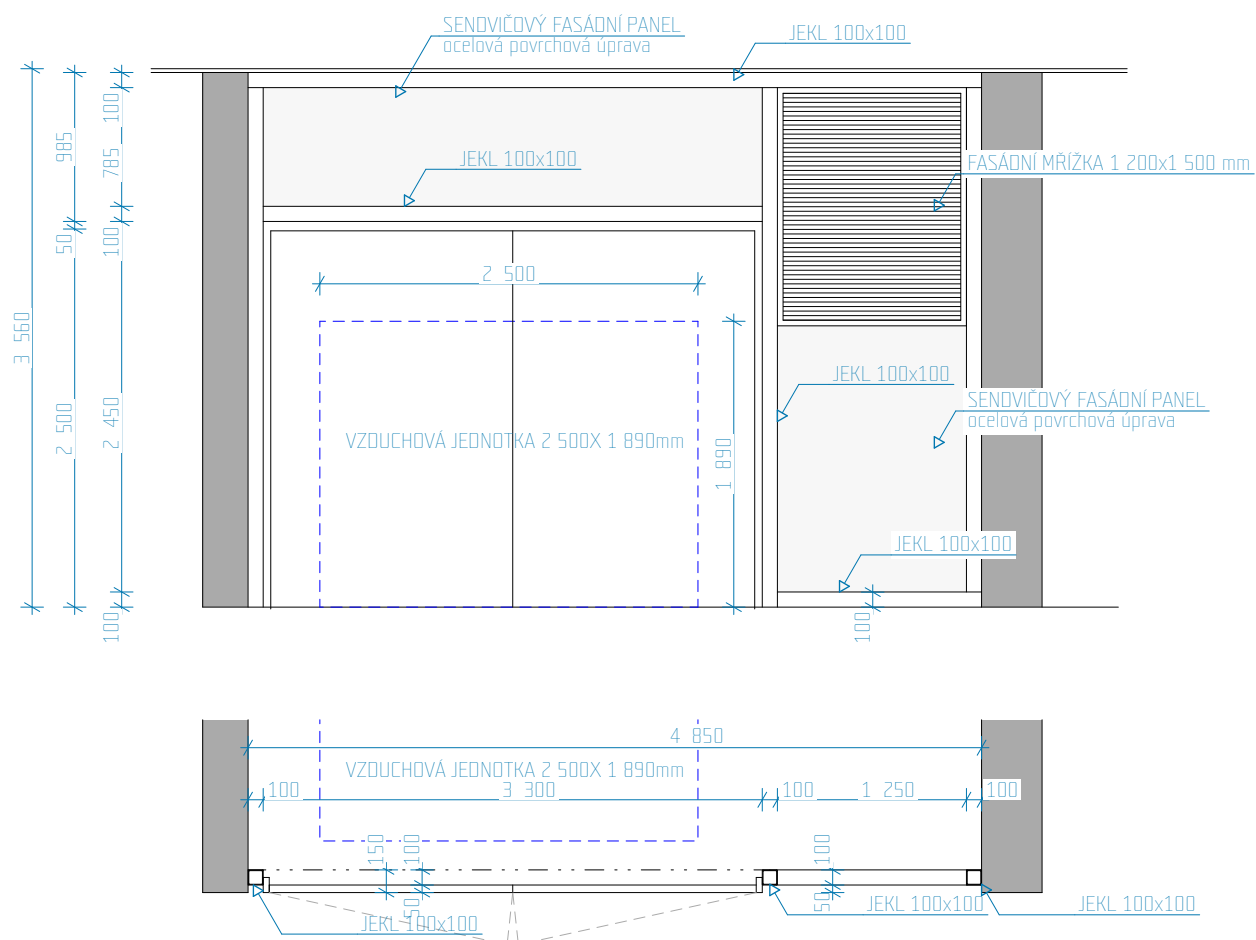 SENDVIČOVÝ FASÁDNÍ PANEL
ocelová povrchová úprava
JEKL 100x100
100
985
785
JEKL 100x100
FASÁDNÍ MŘÍŽKA 1 200x1 500 mm
50
100
2 500
3 560
JEKL 100x100
SENDVIČOVÝ FASÁDNÍ PANEL
ocelová povrchová úprava
2 500
2 450
VZDUCHOVÁ JEDNOTKA 2 500X 1 890mm
1 890
JEKL 100x100
100
100
4 850
VZDUCHOVÁ JEDNOTKA 2 500X 1 890mm
100
3 300
100
1 250
100
150
100
100
50
50
JEKL 100x100
JEKL 100x100
JEKL 100x100